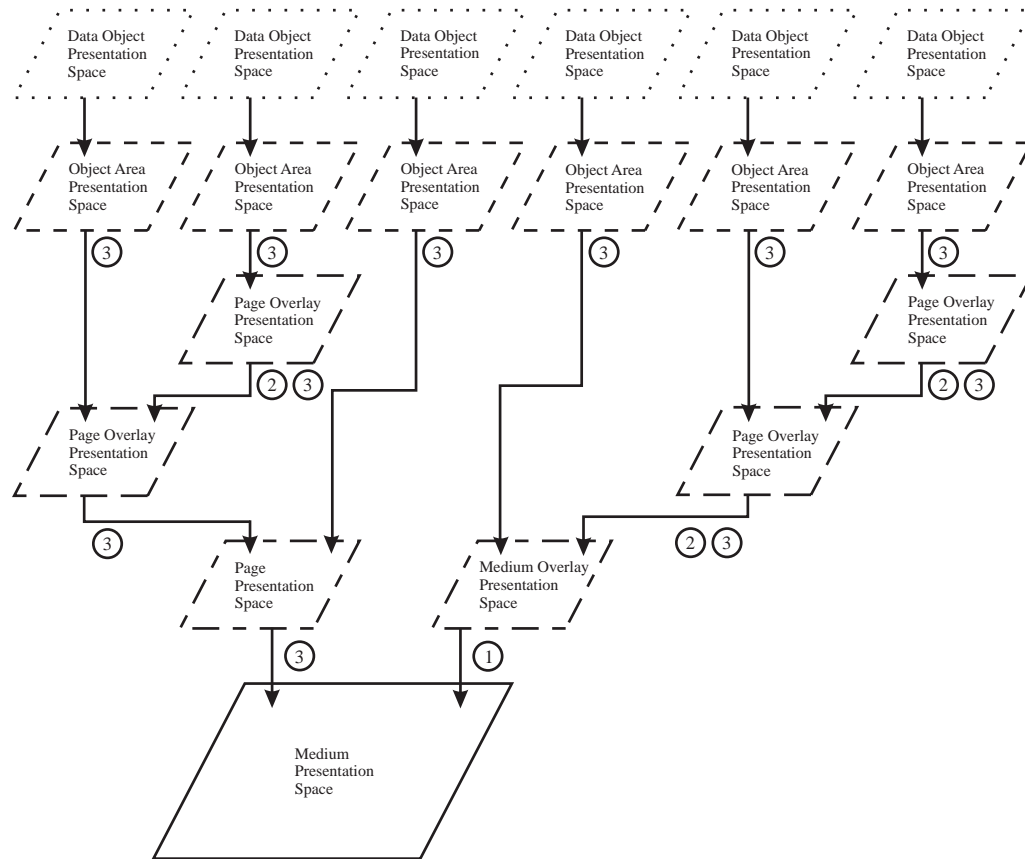 Data Object
Presentation
Space
Data Object
Presentation
Space
Data Object
Presentation
Space
Data Object
Presentation
Space
Data Object
Presentation
Space
Data Object
Presentation
Space
Object Area
Presentation
Space
Object Area
Presentation
Space
Object Area
Presentation
Space
Object Area
Presentation
Space
Object Area
Presentation
Space
Object Area
Presentation
Space
3
3
3
3
3
3
Page Overlay
Presentation
Space
Page Overlay
Presentation
Space
2 3
2 3
Page Overlay
Presentation
Space
Page Overlay
Presentation
Space
3
2 3
Page
Presentation
Space
Medium Overlay
Presentation
Space
3
1
Medium
Presentation
Space